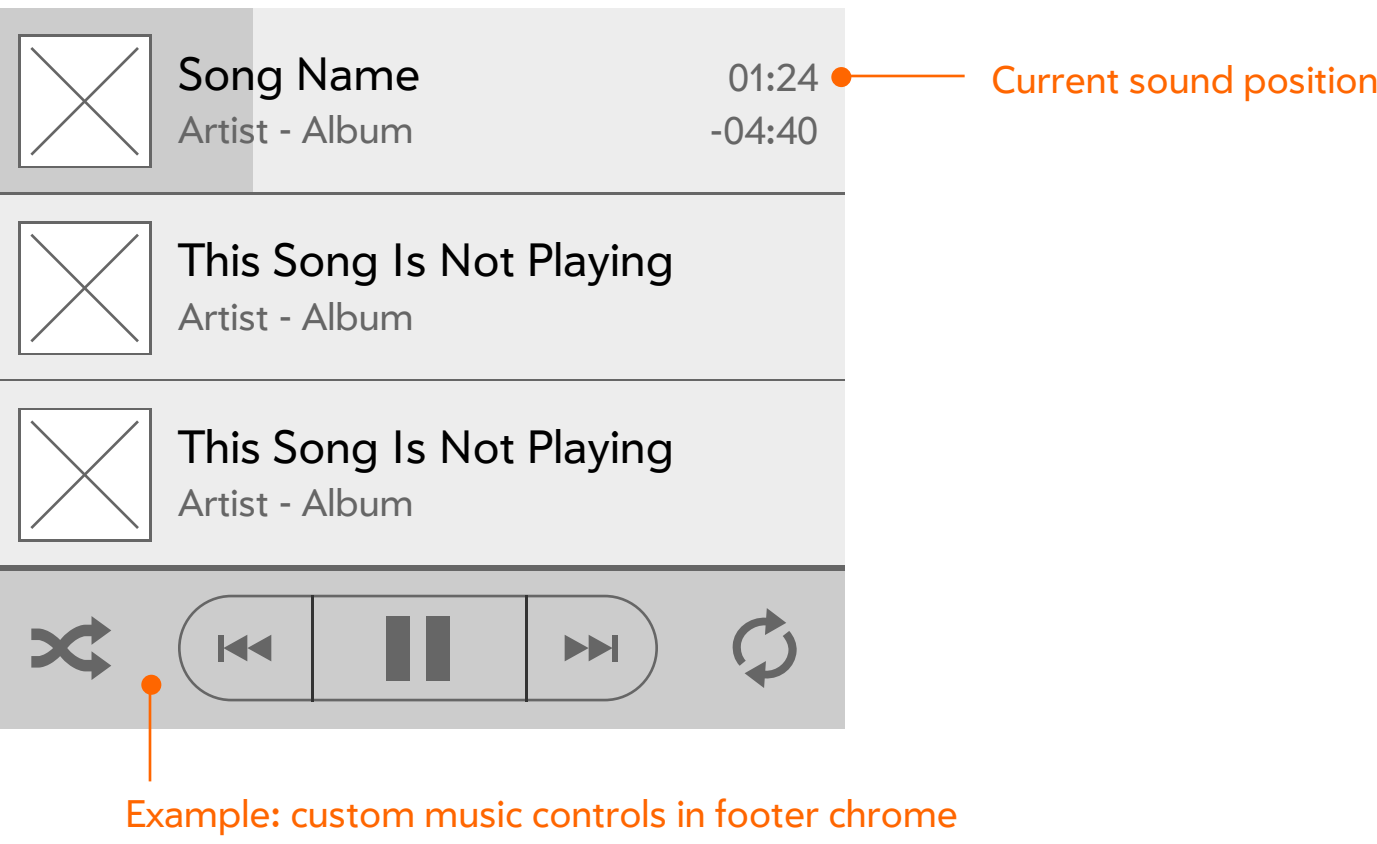 Song Name
01:24
Current sound position
Artist - Album
-04:40
This Song Is Not Playing
Artist - Album
This Song Is Not Playing
Artist - Album
Example: custom music controls in footer chrome